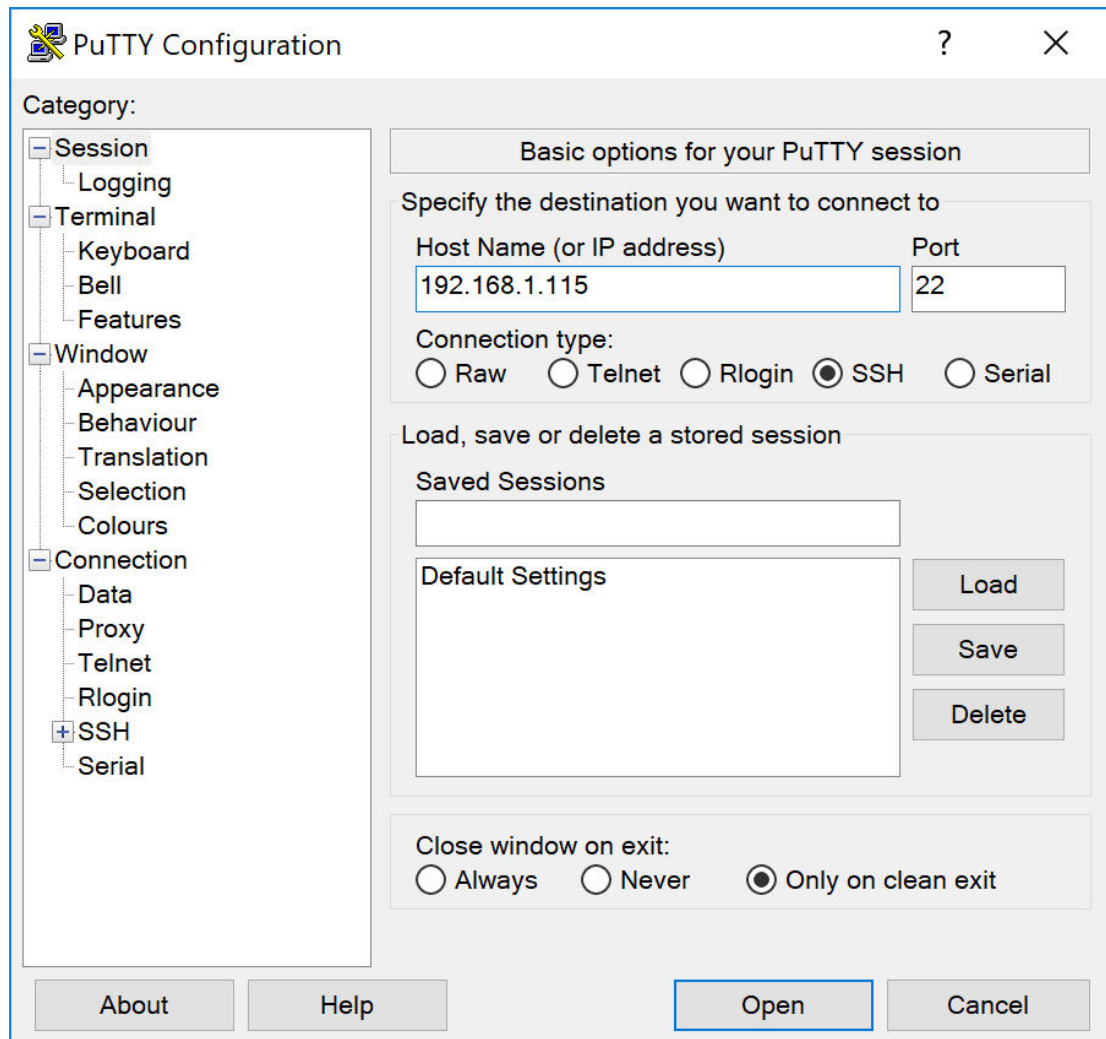 PuTTY Configuration
?
Category:
Session
Logging
Terminal
Keyboard
Bell
Features
Window
Appearance
Behaviour
Translation
Selection
Colours
Connection
Data
Proxy
Telnet
Rlogin
SSH
Serial
Basic options for your PuTTY session
Specify the destination you want to connect to
Host Name (or IP address) Port
192.168.1.115 22
Connection type:
Raw Telnet Rlogin SSH Serial
Load, save or delete a stored session
Saved Sessions
Default Settings
Load
Save
Delete
Close window on exit:
Always Never Only on clean exit
About Help Open Cancel